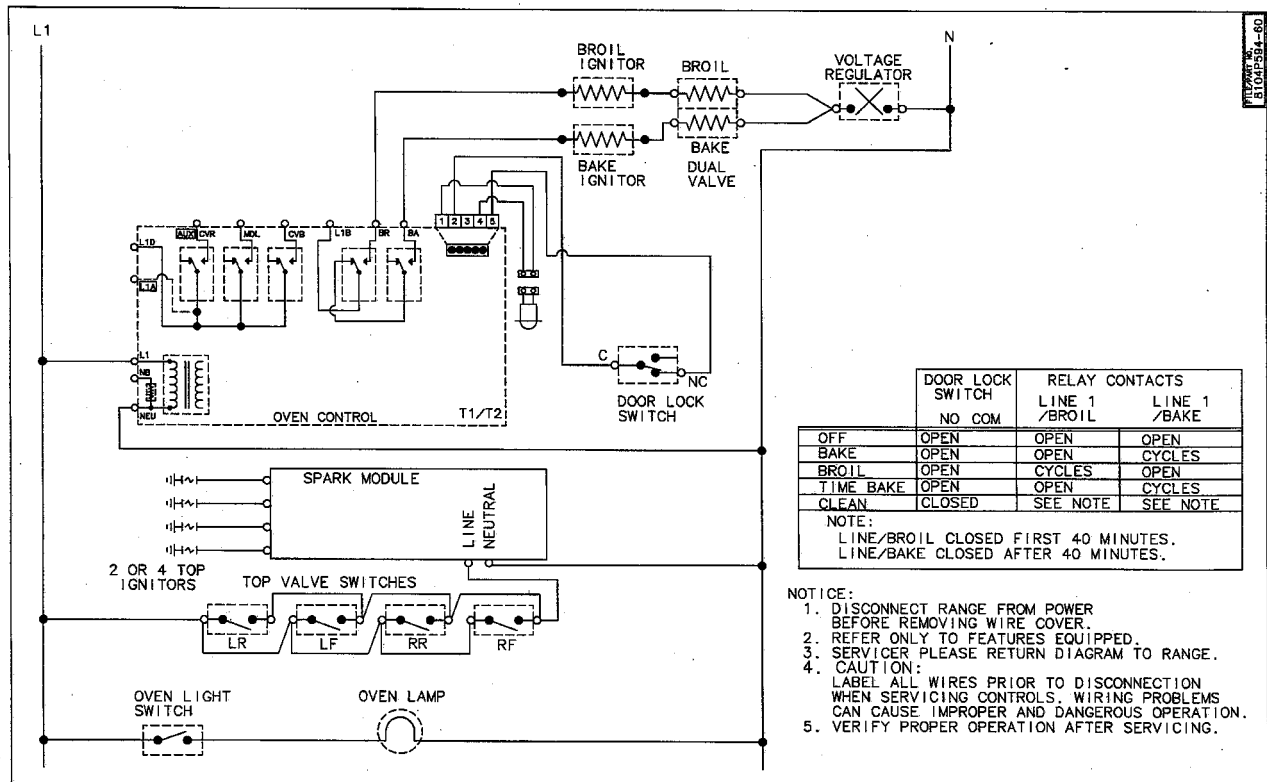 L1
N
FILE/PART NO.
8104P594-60
BROIL
IGNITOR
BROIL
VOLTAGE
REGULATOR
BAKE
IGNITOR
BAKE
DUAL
VALVE
1 2 3 4 5
AUX CVR MDL CVB L1B BR BA
L1D
L1A
L1
NB
NEU
OVEN CONTROL T1/T2
C
NC
DOOR LOCK
SWITCH
SPARK MODULE
LINE
NEUTRAL
2 OR 4 TOP
IGNITORS
TOP VALVE SWITCHES
LR LF RR RF
OVEN LIGHT
SWITCH
OVEN LAMP
DOOR LOCK
SWITCH
NO COM
RELAY CONTACTS
LINE 1
/BROIL
LINE 1
/BAKE
OFF OPEN OPEN OPEN
BAKE OPEN OPEN CYCLES
BROIL OPEN CYCLES OPEN
TIME BAKE OPEN OPEN CYCLES
CLEAN CLOSED SEE NOTE SEE NOTE
NOTE:
LINE/BROIL CLOSED FIRST 40 MINUTES.
LINE/BAKE CLOSED AFTER 40 MINUTES.
NOTICE:
1. DISCONNECT RANGE FROM POWER
BEFORE REMOVING WIRE COVER.
2. REFER ONLY TO FEATURES EQUIPPED.
3. SERVICER PLEASE RETURN DIAGRAM TO RANGE.
4. CAUTION:
LABEL ALL WIRES PRIOR TO DISCONNECTION
WHEN SERVICING CONTROLS. WIRING PROBLEMS
CAN CAUSE IMPROPER AND DANGEROUS OPERATION.
5. VERIFY PROPER OPERATION AFTER SERVICING.